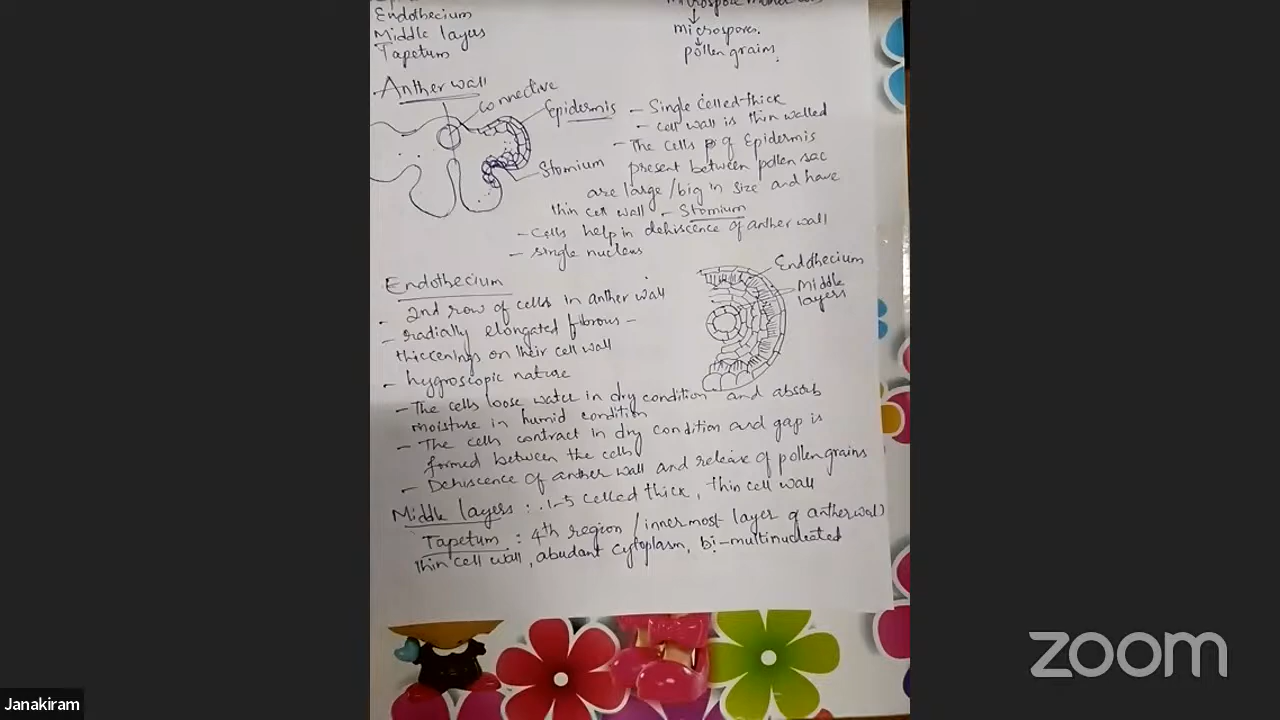 Endothecium
Middle layers
Tapetum
microspores.
pollen grains
Anther wall
connective
Epidermis
Stomium
- Single celled thick
- cell wall is thin walled
- The cells of Epidermis
present between pollen sac
are large/big in size and have
thin cell wall - Stomium
- Cells help in dehiscence of anther wall
- single nucleus
Endothecium
- 2nd row of cells in anther wall
- radially elongated fibrous -
thiccenings on their cell wall
- hygroscopic nature
- The cells loose water in dry condition and absorb
moisture in humid condition
- The cells contract in dry condition and gap is
formed between the cells
- Dehiscence of anther wall and release of pollen grains
Endothecium
Middle
layers
Middle layers : 1-5 celled thick, thin cell wall
Tapetum : 4th region/innermost layer of anther wall
thin cell wall, abudant cytoplasm, bi-multinucleated
Janakiram
zoom